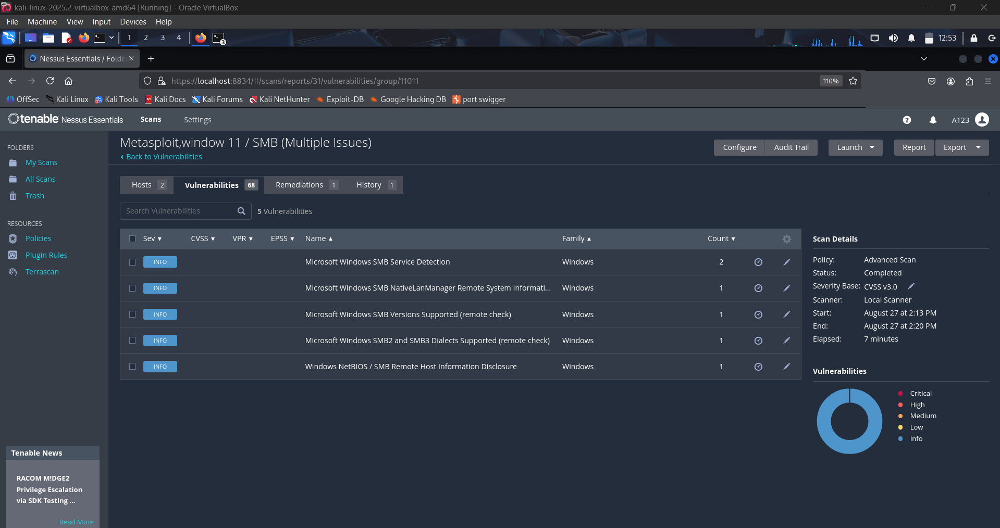 kali-linux-2025.2-virtualbox-amd64 [Running] - Oracle VirtualBox
File Machine View Input Devices Help
1 2 3 4 3 12:53
Nessus Essentials / Folde
https://localhost:8834/#/scans/reports/31/vulnerabilities/group/11011 110%
OffSec Kali Linux Kali Tools Kali Docs Kali Forums Kali NetHunter Exploit-DB Google Hacking DB port swigger
tenable Nessus Essentials Scans Settings A123
FOLDERS
My Scans
All Scans
Trash
RESOURCES
Policies
Plugin Rules
Terrascan
Tenable News
RACOM M!DGE2
Privilege Escalation
via SDK Testing ...
Read More
Metasploit,window 11 / SMB (Multiple Issues)
‹ Back to Vulnerabilities
Configure Audit Trail Launch Report Export
Hosts 2 Vulnerabilities 68 Remediations 1 History 1
Search Vulnerabilities 5 Vulnerabilities
Sev ▼ CVSS ▼ VPR ▼ EPSS ▼ Name ▲ Family ▲ Count ▼
INFO Microsoft Windows SMB Service Detection Windows 2
INFO Microsoft Windows SMB NativeLanManager Remote System Informati... Windows 1
INFO Microsoft Windows SMB Versions Supported (remote check) Windows 1
INFO Microsoft Windows SMB2 and SMB3 Dialects Supported (remote check) Windows 1
INFO Windows NetBIOS / SMB Remote Host Information Disclosure Windows 1
Scan Details
Policy: Advanced Scan
Status: Completed
Severity Base: CVSS v3.0
Scanner: Local Scanner
Start: August 27 at 2:13 PM
End: August 27 at 2:20 PM
Elapsed: 7 minutes
Vulnerabilities
Critical
High
Medium
Low
Info